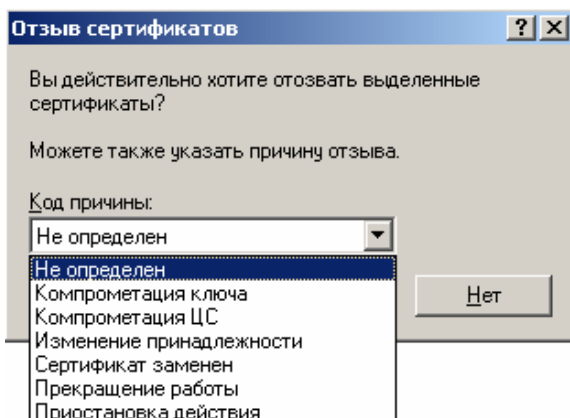 Отзыв сертификатов
Вы действительно хотите отозвать выделенные
сертификаты?
Можете также указать причину отзыва.
Код причины:
Не определен
Не определен
Компрометация ключа
Нет
Компрометация ЦС
Изменение принадлежности
Сертификат заменен
Прекращение работы
Приостановка действия